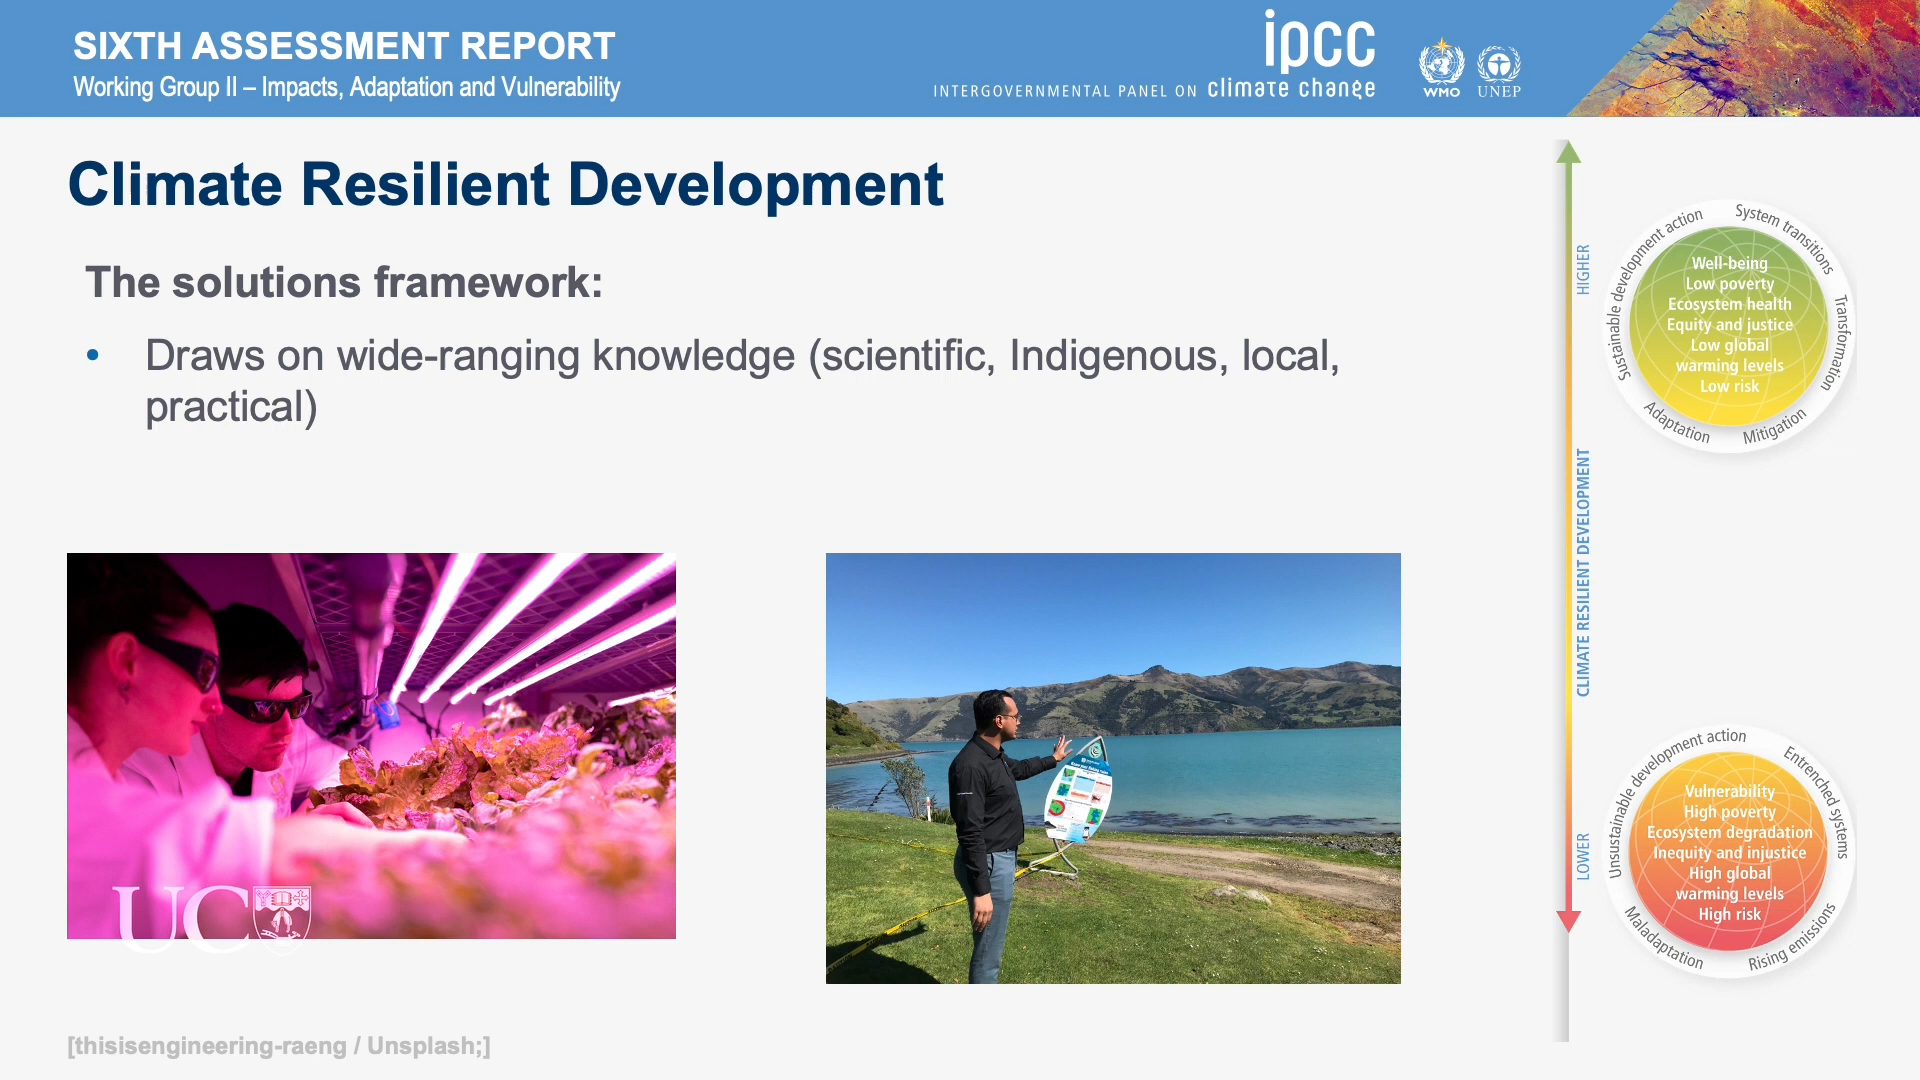 SIXTH ASSESSMENT REPORT
Working Group II – Impacts, Adaptation and Vulnerability
ipcc
INTERGOVERNMENTAL PANEL ON climate change
WMO
UNEP
Climate Resilient Development
The solutions framework:
• Draws on wide-ranging knowledge (scientific, Indigenous, local,
practical)
UC
[thisisengineering-raeng / Unsplash;]
HIGHER
CLIMATE RESILIENT DEVELOPMENT
LOWER
Sustainable development action
System transitions
Transformation
Mitigation
Adaptation
Well-being
Low poverty
Ecosystem health
Equity and justice
Low global
warming levels
Low risk
Unsustainable development action
Entrenched systems
Rising emissions
Maladaptation
Vulnerability
High poverty
Ecosystem degradation
Inequity and injustice
High global
warming levels
High risk